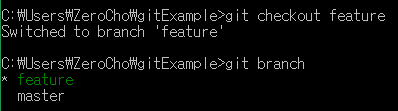 C:₩Users₩ZeroCho₩gitExample>git checkout feature
Switched to branch 'feature'
C:₩Users₩ZeroCho₩gitExample>git branch
* feature
  master